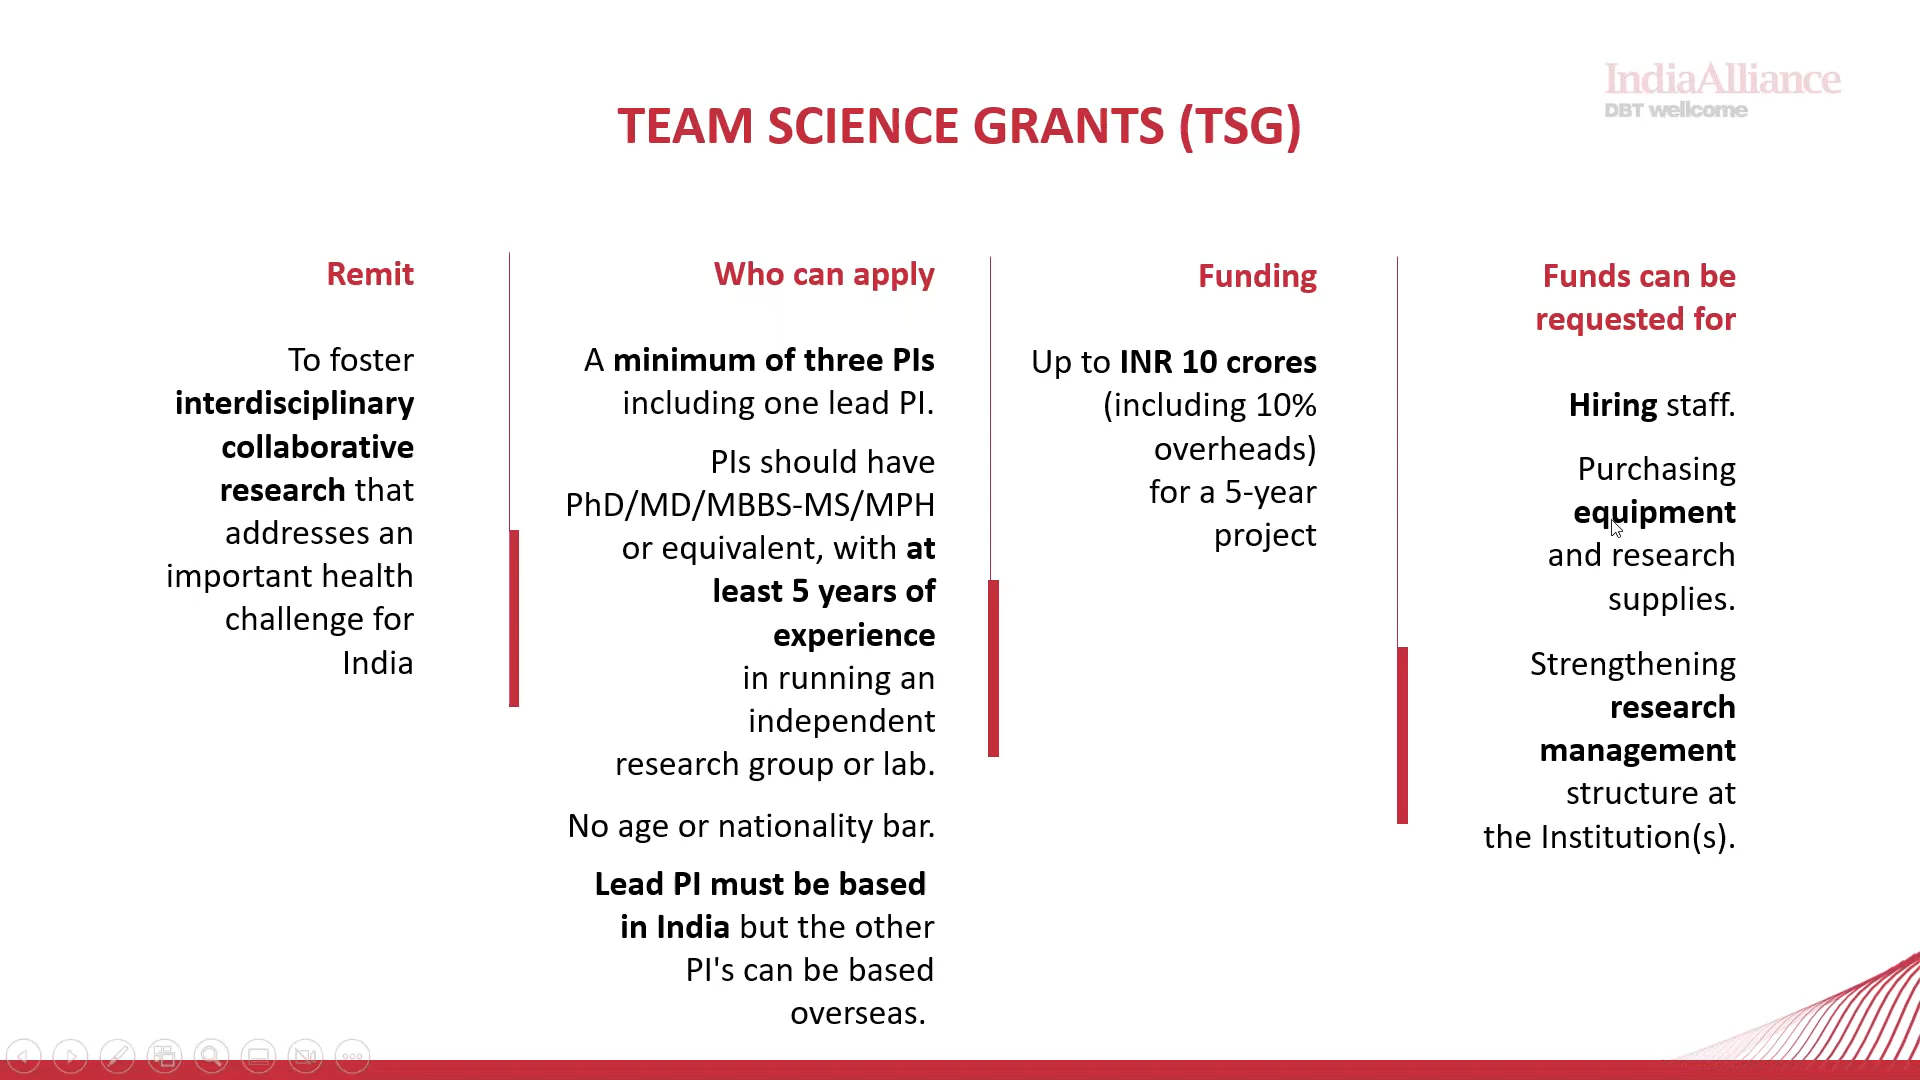 IndiaAlliance
DBT wellcome
TEAM SCIENCE GRANTS (TSG)
Remit
To foster
interdisciplinary
collaborative
research that
addresses an
important health
challenge for
India
Who can apply
A minimum of three PIs
including one lead PI.
PIs should have
PhD/MD/MBBS-MS/MPH
or equivalent, with at
least 5 years of
experience
in running an
independent
research group or lab.
No age or nationality bar.
Lead PI must be based
in India but the other
PI's can be based
overseas.
Funding
Up to INR 10 crores
(including 10%
overheads)
for a 5-year
project
Funds can be
requested for
Hiring staff.
Purchasing
equipment
and research
supplies.
Strengthening
research
management
structure at
the Institution(s).